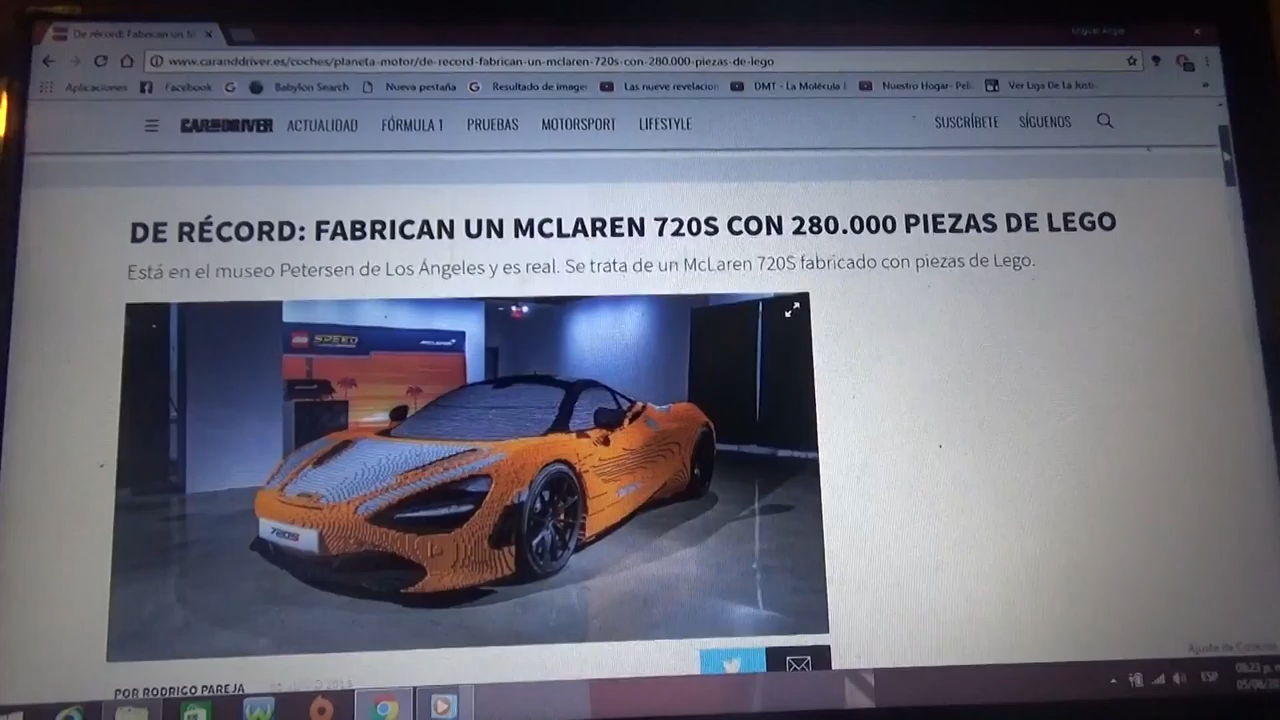 De récord: Fabrican un M
www.caranddriver.es/coches/planeta-motor/de-record-fabrican-un-mclaren-720s-con-280.000-piezas-de-lego
Aplicaciones Facebook Babylon Search Nueva pestaña Resultado de image Las nueve revelacion DMT - La Molécula Nuestro Hogar- Peli Ver Liga De La Justi
CAR AND DRIVER ACTUALIDAD FÓRMULA 1 PRUEBAS MOTORSPORT LIFESTYLE SUSCRÍBETE SÍGUENOS
DE RÉCORD: FABRICAN UN MCLAREN 720S CON 280.000 PIEZAS DE LEGO
Está en el museo Petersen de Los Ángeles y es real. Se trata de un McLaren 720S fabricado con piezas de Lego.
SPEED
720S
POR RODRIGO PAREJA
ESP